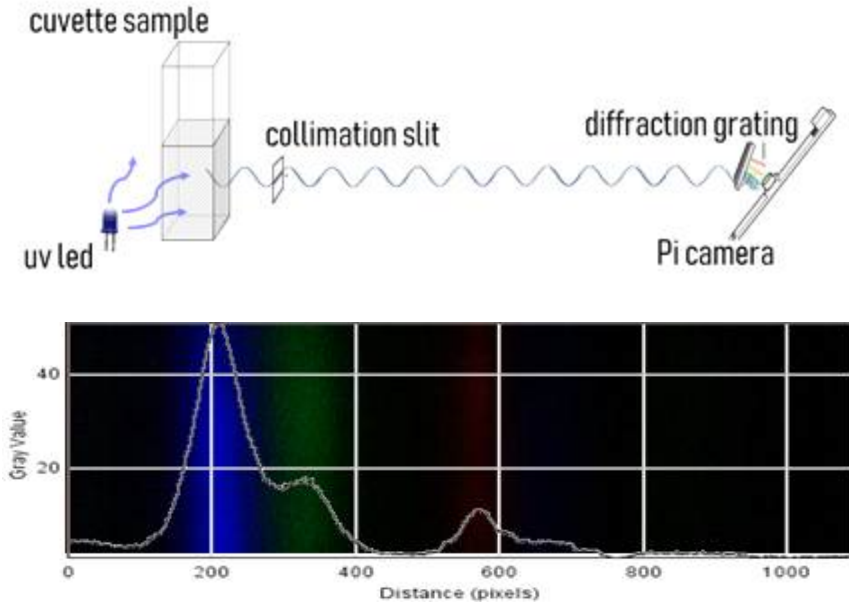 cuvette sample
collimation slit
diffraction grating
uv led
Pi camera
40
20
Gray Value
0 200 400 600 800 1000
Distance (pixels)